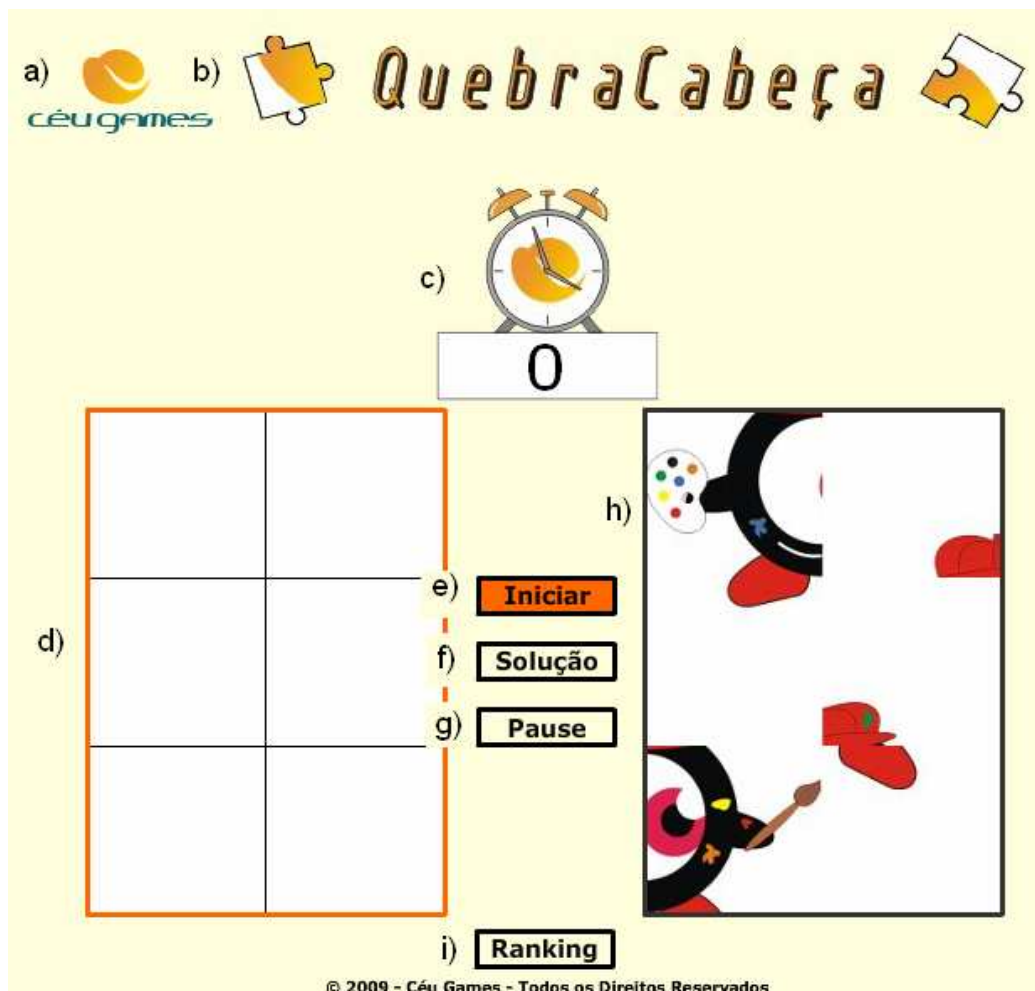 a) céu games b) QuebraCabeça
c)
0
h)
e) Iniciar
d)
f) Solução
g) Pause
i) Ranking
© 2009 - Céu Games - Todos os Direitos Reservados